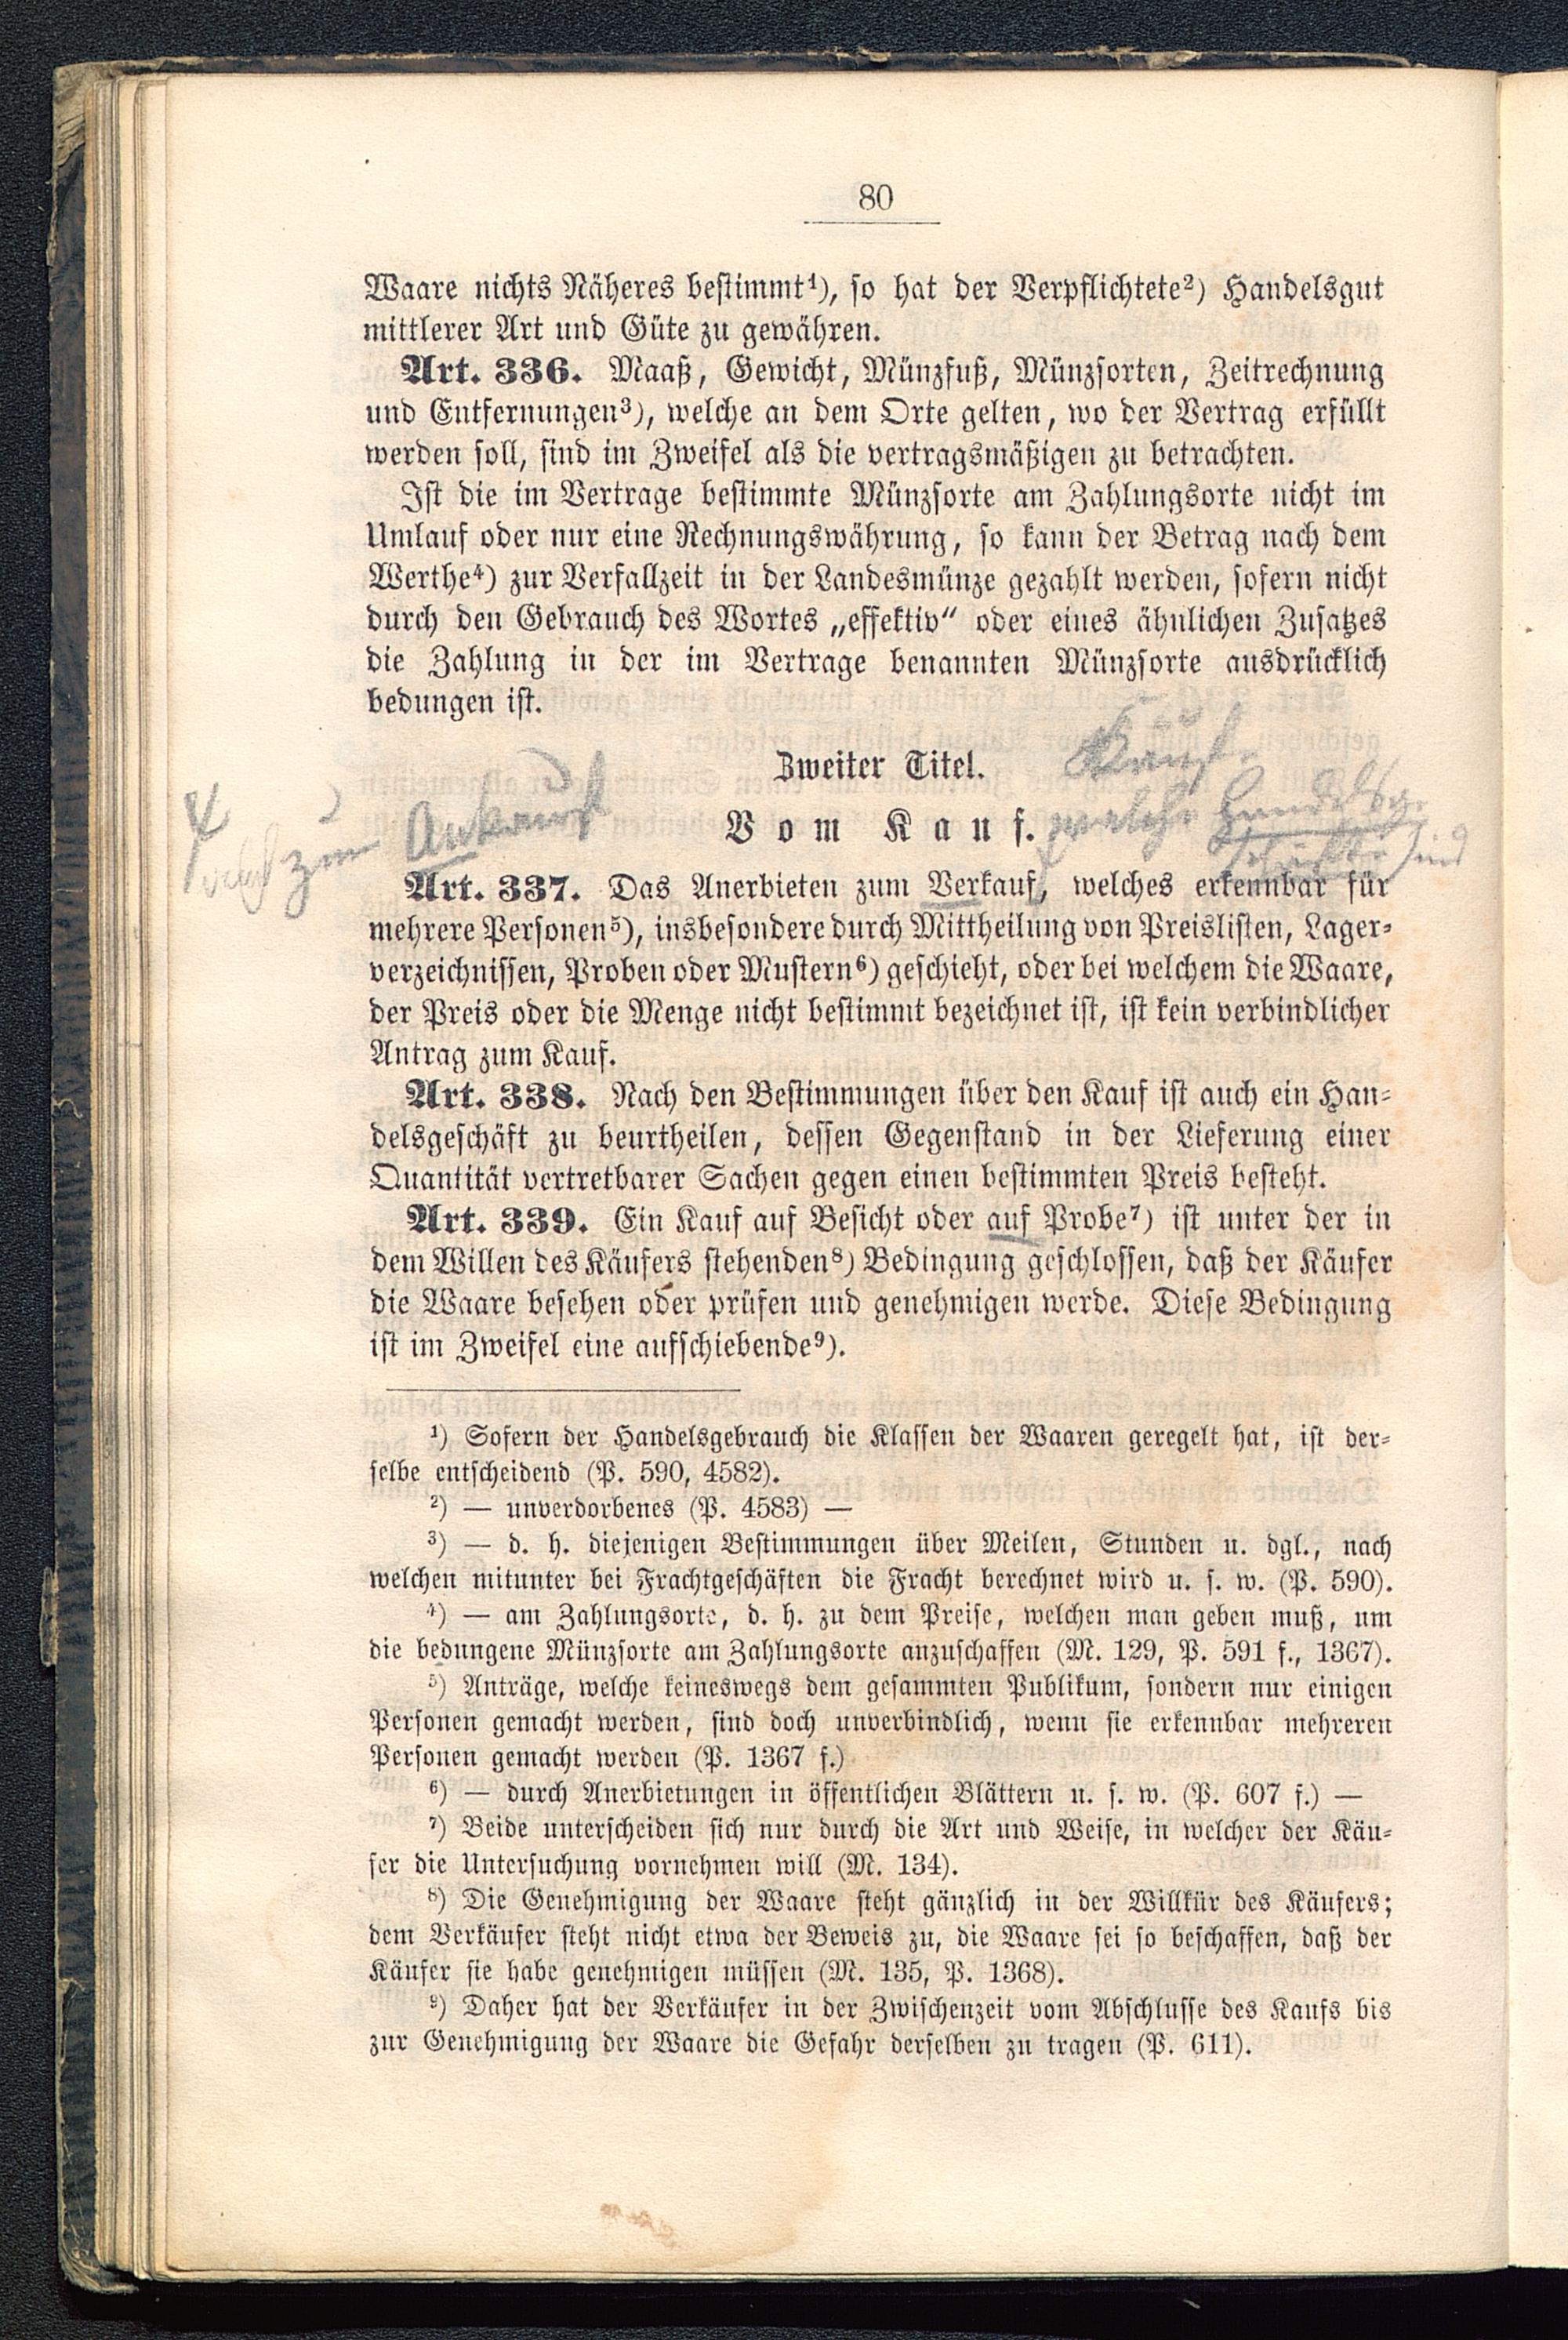 80
Waare nichts Näheres bestimmt¹), so hat der Verpflichtete²) Handelsgut
mittlerer Art und Güte zu gewähren.
Art. 336. Maaß, Gewicht, Münzfuß, Münzsorten, Zeitrechnung
und Entfernungen³), welche an dem Orte gelten, wo der Vertrag erfüllt
werden soll, sind im Zweifel als die vertragsmäßigen zu betrachten.
Ist die im Vertrage bestimmte Münzsorte am Zahlungsorte nicht im
Umlauf oder nur eine Rechnungswährung, so kann der Betrag nach dem
Werthe⁴) zur Verfallzeit in der Landesmünze gezahlt werden, sofern nicht
durch den Gebrauch des Wortes „effektiv“ oder eines ähnlichen Zusatzes
die Zahlung in der im Vertrage benannten Münzsorte ausdrücklich
bedungen ist.
Käufe
Zweiter Titel.
zum Ankauf
Vom Kauf.
welche Handelsge-
schäfte sind
Art. 337. Das Anerbieten zum Verkauf, welches erkennbar für
mehrere Personen⁵), insbesondere durch Mittheilung von Preislisten, Lager-
verzeichnissen, Proben oder Mustern⁶) geschieht, oder bei welchem die Waare,
der Preis oder die Menge nicht bestimmt bezeichnet ist, ist kein verbindlicher
Antrag zum Kauf.
Art. 338. Nach den Bestimmungen über den Kauf ist auch ein Han-
delsgeschäft zu beurtheilen, dessen Gegenstand in der Lieferung einer
Quantität vertretbarer Sachen gegen einen bestimmten Preis besteht.
Art. 339. Ein Kauf auf Besicht oder auf Probe⁷) ist unter der in
dem Willen des Käufers stehenden⁸) Bedingung geschlossen, daß der Käufer
die Waare besehen oder prüfen und genehmigen werde. Diese Bedingung
ist im Zweifel eine aufschiebende⁹).
¹) Sofern der Handelsgebrauch die Klassen der Waaren geregelt hat, ist der-
selbe entscheidend (P. 590, 4582).
²) — unverdorbenes (P. 4583) —
³) — d. h. diejenigen Bestimmungen über Meilen, Stunden u. dgl., nach
welchen mitunter bei Frachtgeschäften die Fracht berechnet wird u. s. w. (P. 590).
⁴) — am Zahlungsorte, d. h. zu dem Preise, welchen man geben muß, um
die bedungene Münzsorte am Zahlungsorte anzuschaffen (M. 129, P. 591 f., 1367).
⁵) Anträge, welche keineswegs dem gesammten Publikum, sondern nur einigen
Personen gemacht werden, sind doch unverbindlich, wenn sie erkennbar mehreren
Personen gemacht werden (P. 1367 f.)
⁶) — durch Anerbietungen in öffentlichen Blättern u. s. w. (P. 607 f.) —
⁷) Beide unterscheiden sich nur durch die Art und Weise, in welcher der Käu-
fer die Untersuchung vornehmen will (M. 134).
⁸) Die Genehmigung der Waare steht gänzlich in der Willkür des Käufers;
dem Verkäufer steht nicht etwa der Beweis zu, die Waare sei so beschaffen, daß der
Käufer sie habe genehmigen müssen (M. 135, P. 1368).
⁹) Daher hat der Verkäufer in der Zwischenzeit vom Abschlusse des Kaufs bis
zur Genehmigung der Waare die Gefahr derselben zu tragen (P. 611).